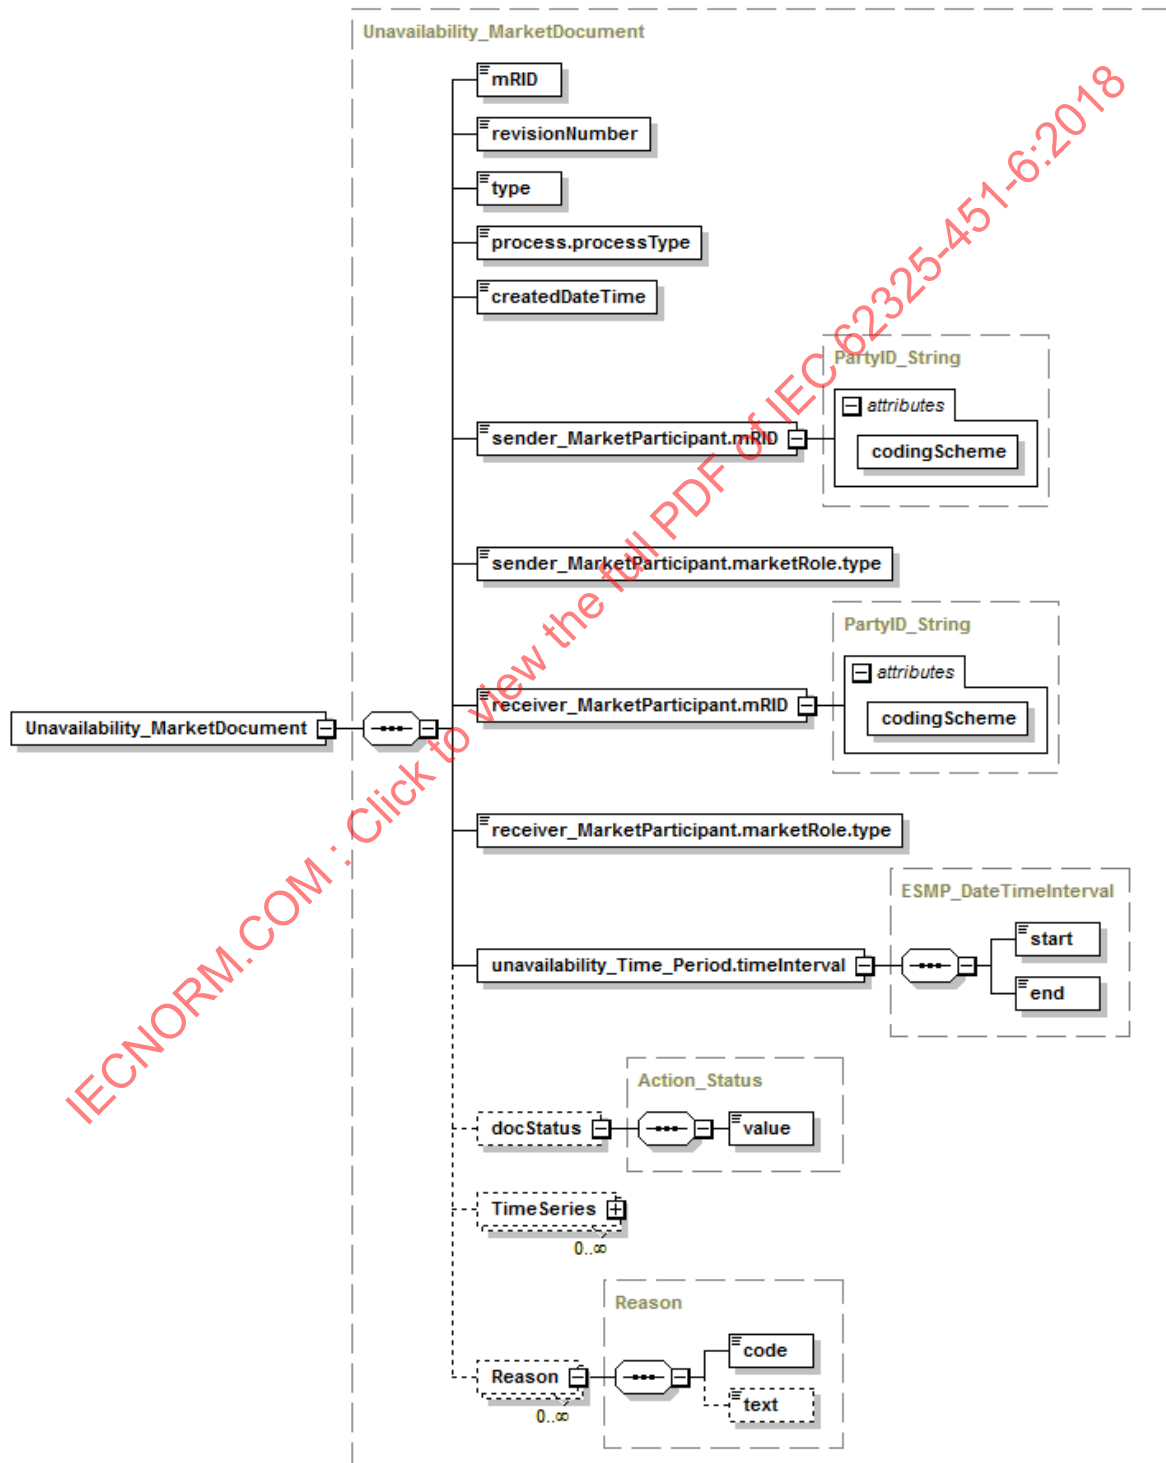 Unavailability_MarketDocument
mRID
revisionNumber
type
process.processType
createdDateTime
PartyID_String
attributes
sender_MarketParticipant.mRID
codingScheme
sender_MarketParticipant.marketRole.type
PartyID_String
attributes
receiver_MarketParticipant.mRID
codingScheme
Unavailability_MarketDocument
receiver_MarketParticipant.marketRole.type
ESMP_DateTimeInterval
start
unavailability_Time_Period.timeInterval
end
Action_Status
docStatus
value
TimeSeries
0..∞
Reason
code
Reason
text
0..∞
IECNORM.COM : Click to view the full PDF of IEC 62325-451-6:2018